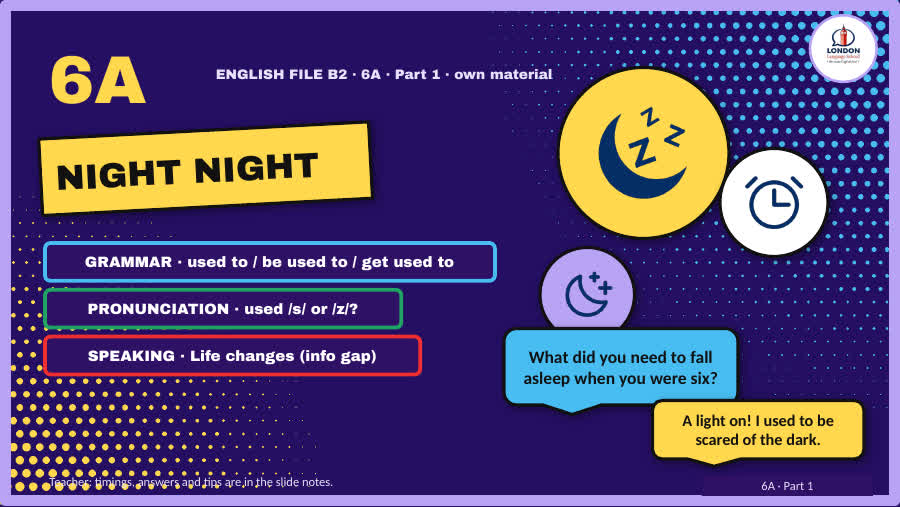 6A
ENGLISH FILE B2 · 6A · Part 1 · own material
LONDON
NIGHT NIGHT
Z
Z
Z
GRAMMAR · used to / be used to / get used to
PRONUNCIATION · used /s/ or /z/?
SPEAKING · Life changes (info gap)
What did you need to fall
asleep when you were six?
A light on! I used to be
scared of the dark.
Teacher: timings, answers and tips are in the slide notes.
6A · Part 1